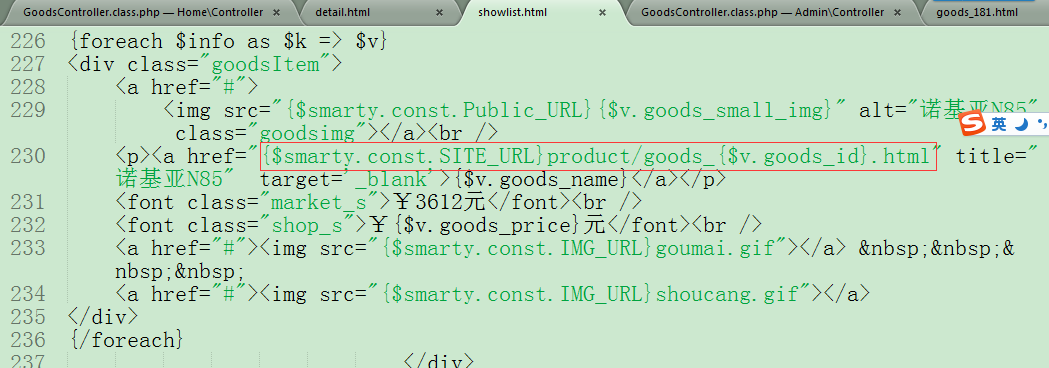 GoodsController.class.php — Home\Controller × detail.html × showlist.html × GoodsController.class.php — Admin\Controller × goods_181.html
226 {foreach $info as $k => $v}
227 <div class="goodsItem">
228 <a href="#">
229 <img src="{$smarty.const.Public_URL}{$v.goods_small_img}" alt="诺基亚N85"
class="goodsimg"></a><br />
英
230 <p><a href="{$smarty.const.SITE_URL}product/goods_{$v.goods_id}.html" title="
诺基亚N85" target='_blank'>{$v.goods_name}</a></p>
231 <font class="market_s">￥3612元</font><br />
232 <font class="shop_s">￥{$v.goods_price}元</font><br />
233 <a href="#"><img src="{$smarty.const.IMG_URL}goumai.gif"></a> &nbsp;&nbsp;&
nbsp;&nbsp;
234 <a href="#"><img src="{$smarty.const.IMG_URL}shoucang.gif"></a>
235 </div>
236 {/foreach}
237 </div>